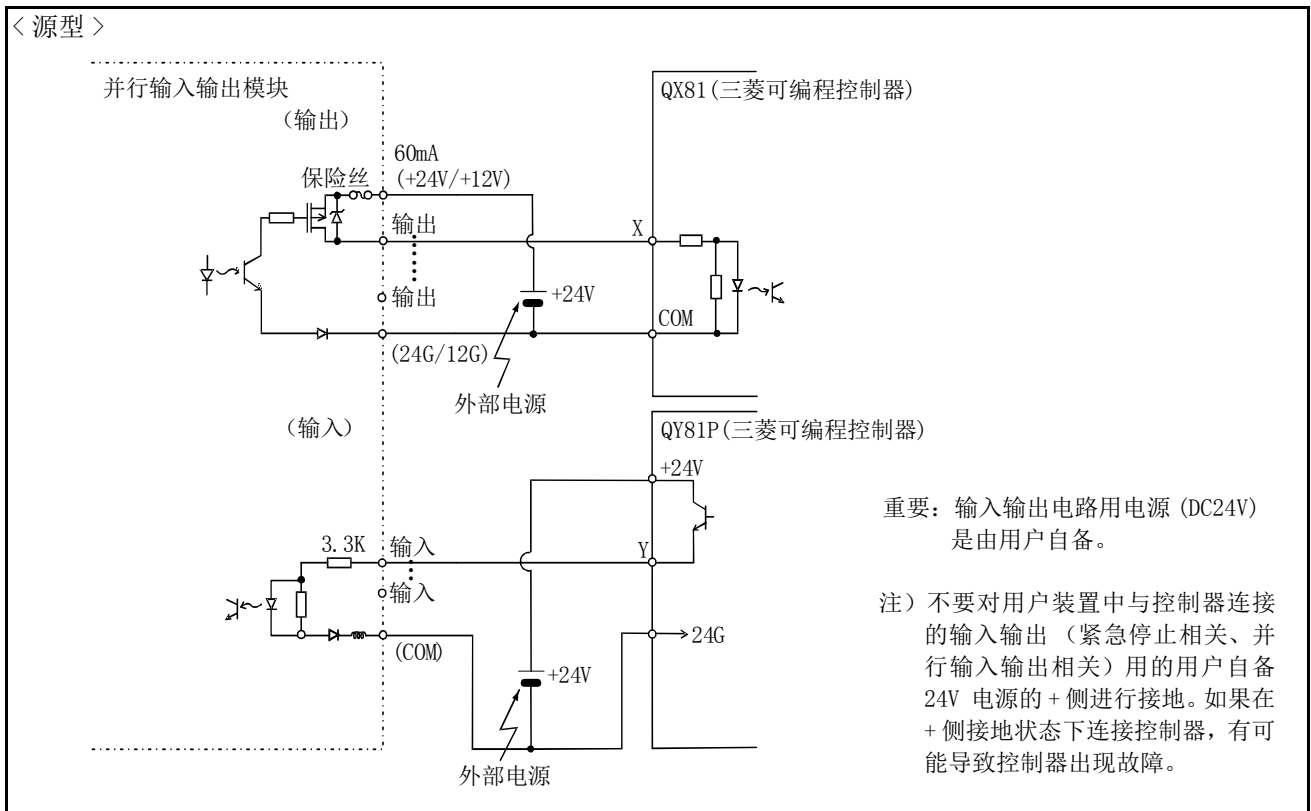 ＜源型＞
并行输入输出模块
QX81(三菱可编程控制器)
（输出）
60mA
(+24V/+12V)
保险丝
输出
X
输出
+24V
COM
(24G/12G)
外部电源
（输入）
QY81P(三菱可编程控制器)
+24V
重要：输入输出电路用电源 (DC24V)
是由用户自备。
3.3K
输入
Y
输入
注）不要对用户装置中与控制器连接
的输入输出（紧急停止相关、并
行输入输出相关）用的用户自备
24V 电源的+侧进行接地。如果在
+侧接地状态下连接控制器，有可
能导致控制器出现故障。
24G
(COM)
+24V
外部电源